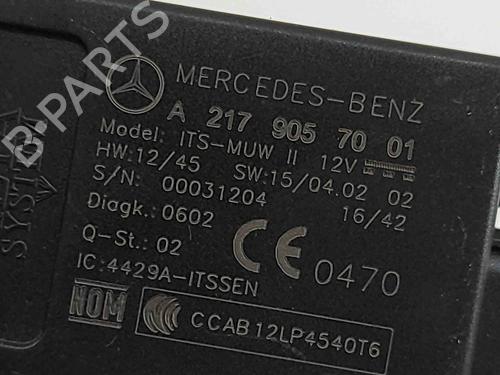 MERCEDES-BENZ
A 217 905 70 01
Model: ITS-MUW II 12V
HW:12/45 SW:15/04.02 02
S/N: 00031204 16/42
Diagk.:0602
Q-St.: 02
CE 0470
IC:4429A-ITSSEN
NOM
CCAB12LP4540T6
SYSTEM
B-PARTS